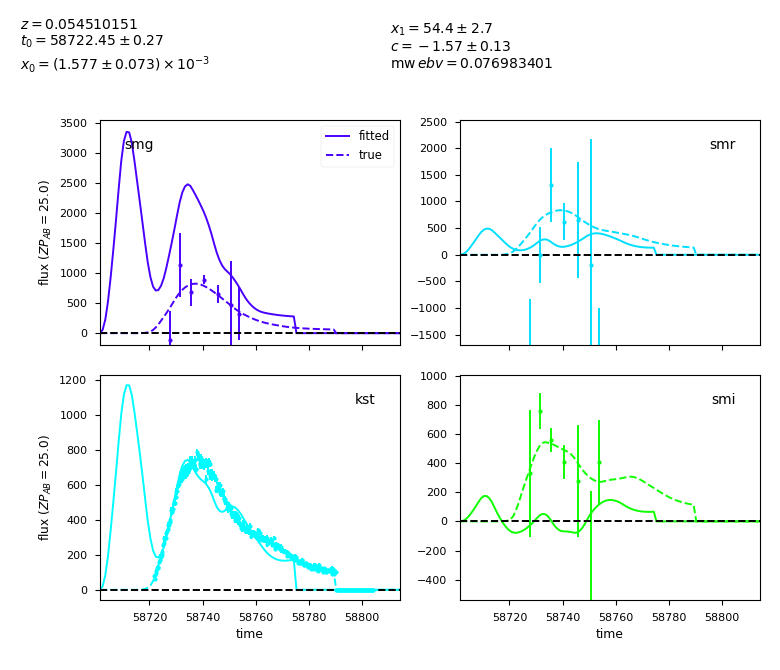 z = 0.054510151
t₀ = 58722.45 ± 0.27
x₀ = (1.577 ± 0.073) × 10⁻³
x₁ = 54.4 ± 2.7
c = −1.57 ± 0.13
mw ebv = 0.076983401
smg
fitted
true
flux (ZP_AB = 25.0)
3500
3000
2500
2000
1500
1000
500
0
smr
2500
2000
1500
1000
500
0
−500
−1000
−1500
kst
flux (ZP_AB = 25.0)
1200
1000
800
600
400
200
0
58720 58740 58760 58780 58800
time
smi
1000
800
600
400
200
0
−200
−400
58720 58740 58760 58780 58800
time